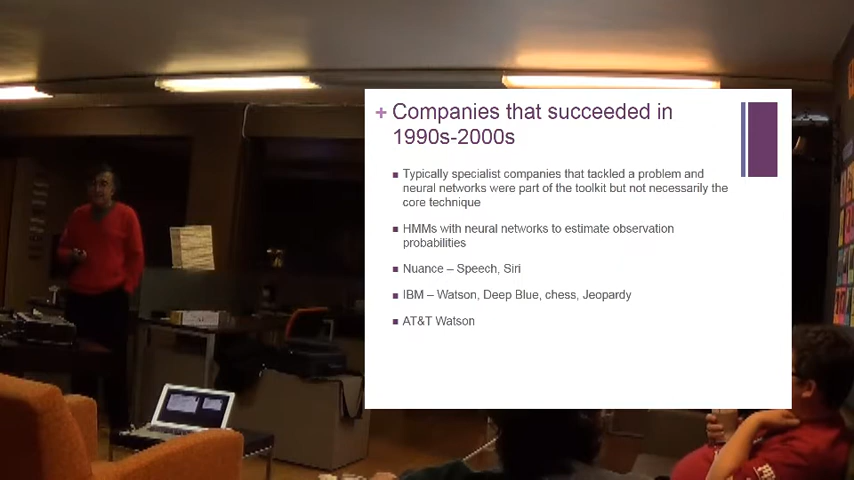 + Companies that succeeded in
1990s-2000s
Typically specialist companies that tackled a problem and
neural networks were part of the toolkit but not necessarily the
core technique
HMMs with neural networks to estimate observation
probabilities
Nuance – Speech, Siri
IBM – Watson, Deep Blue, chess, Jeopardy
AT&T Watson